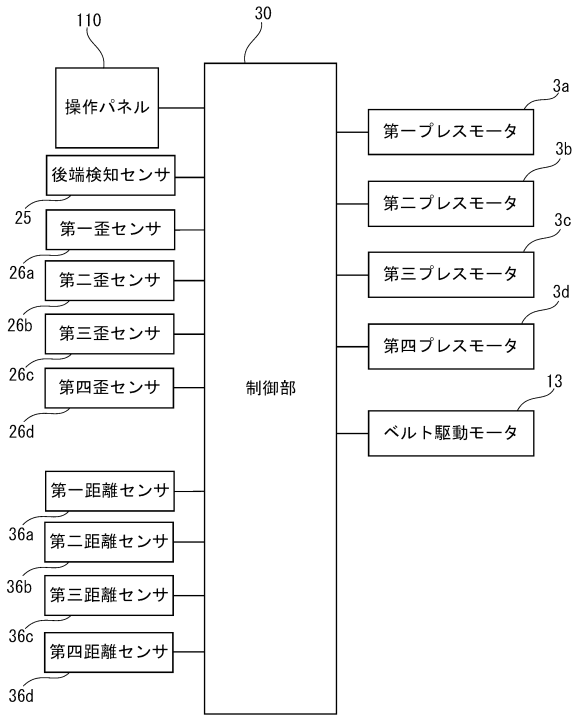 110
操作パネル
後端検知センサ
25
第一歪センサ
26a
第二歪センサ
26b
第三歪センサ
26c
第四歪センサ
26d
第一距離センサ
36a
第二距離センサ
36b
第三距離センサ
36c
第四距離センサ
36d
30
制御部
3a
第一プレスモータ
3b
第二プレスモータ
3c
第三プレスモータ
3d
第四プレスモータ
13
ベルト駆動モータ